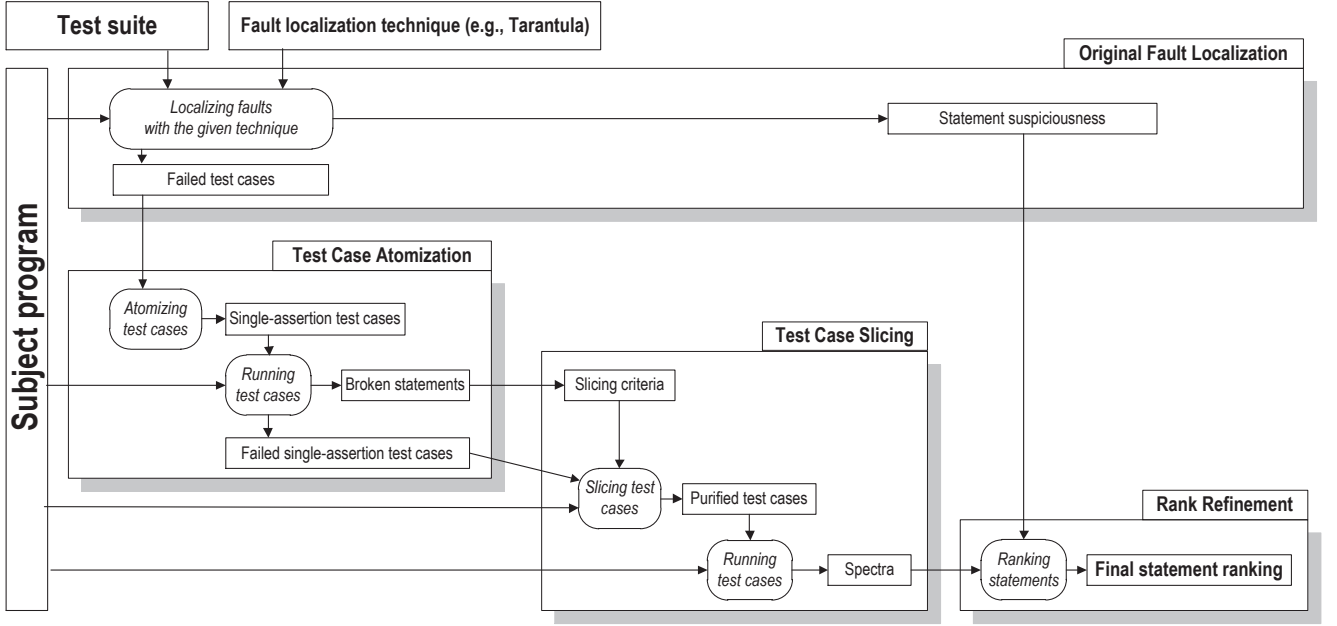 Test suite
Fault localization technique (e.g., Tarantula)
Original Fault Localization
Localizing faults
with the given technique
Statement suspiciousness
Failed test cases
Subject program
Test Case Atomization
Atomizing
test cases
Single-assertion test cases
Test Case Slicing
Running
test cases
Broken statements
Slicing criteria
Failed single-assertion test cases
Slicing test
cases
Purified test cases
Rank Refinement
Running
test cases
Spectra
Ranking
statements
Final statement ranking